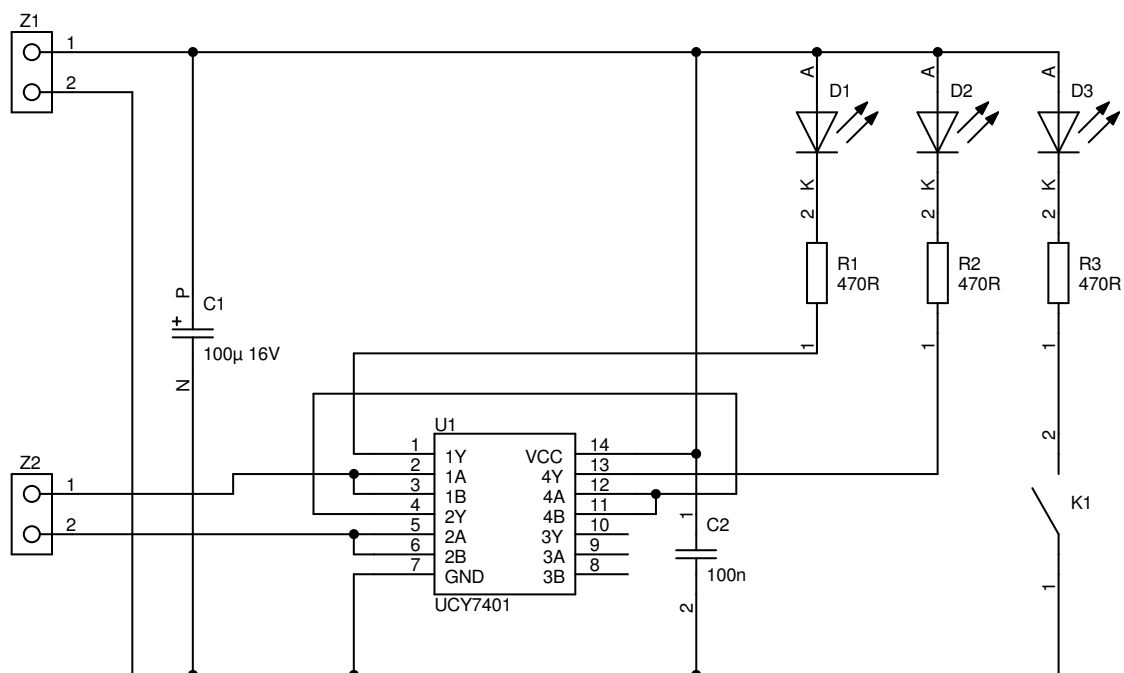 Z1
1
2
A
A
A
D1
D2
D3
K
K
K
2
2
2
R1
470R
R2
470R
R3
470R
P
C1
+
100µ 16V
N
1
1
1
U1
1
1Y
VCC
14
2
1A
4Y
13
3
1B
4A
12
4
2Y
4B
11
5
2A
3Y
10
6
2B
3A
9
7
GND
3B
8
UCY7401
Z2
1
2
1
C2
100n
2
2
K1
1